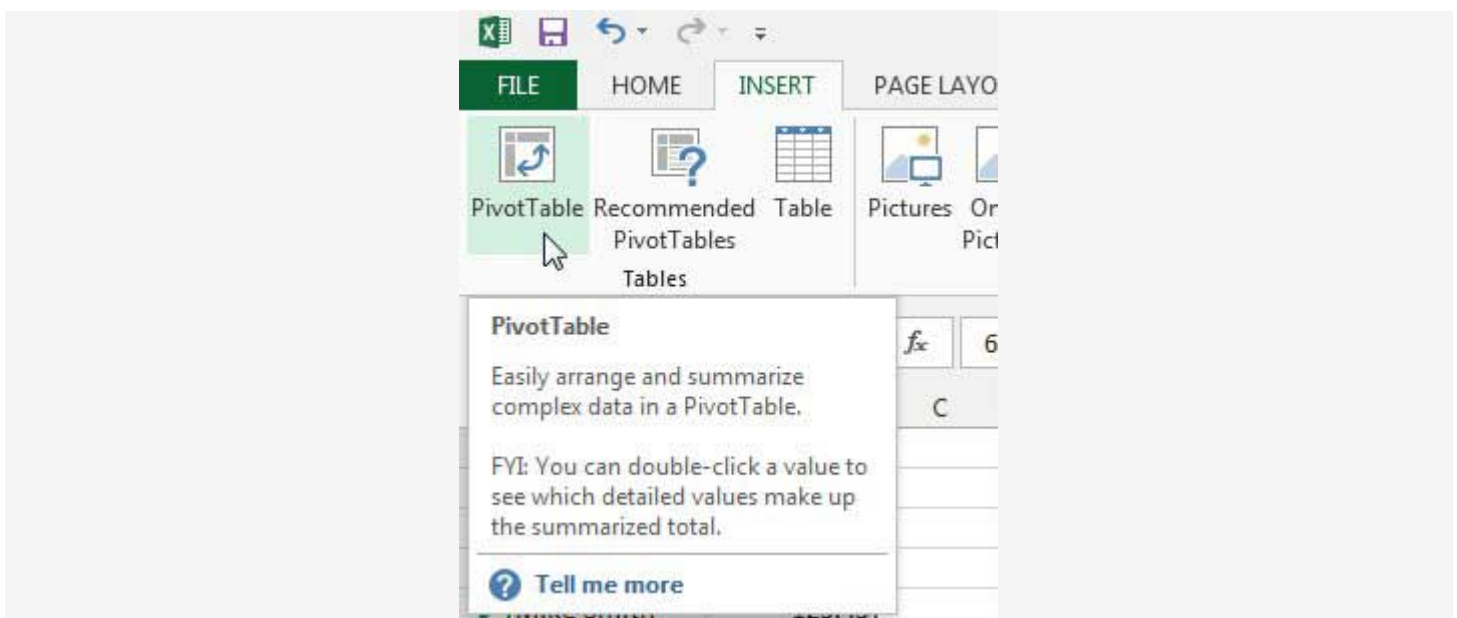 FILE HOME INSERT PAGE LAYO
PivotTable Recommended PivotTables Table Pictures Or Pict
Tables
PivotTable
fx 6
Easily arrange and summarize
complex data in a PivotTable.
C
FYI: You can double-click a value to
see which detailed values make up
the summarized total.
Tell me more